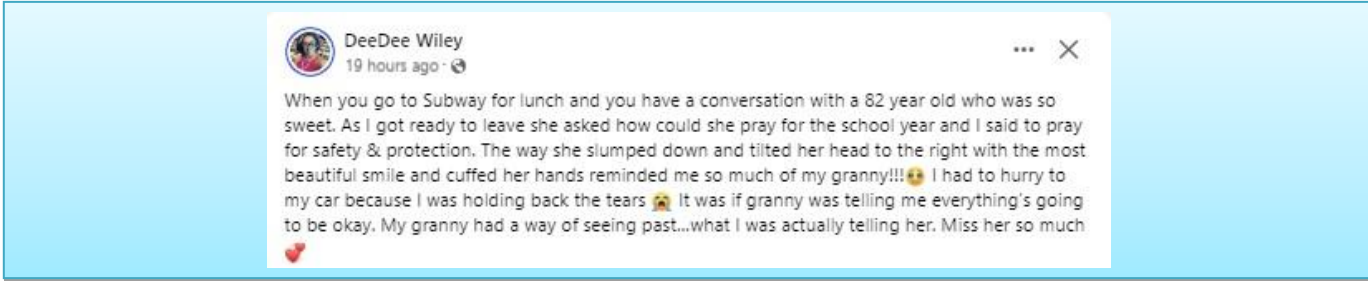 DeeDee Wiley
19 hours ago ·
When you go to Subway for lunch and you have a conversation with a 82 year old who was so
sweet. As I got ready to leave she asked how could she pray for the school year and I said to pray
for safety & protection. The way she slumped down and tilted her head to the right with the most
beautiful smile and cuffed her hands reminded me so much of my granny!!!🥹 I had to hurry to
my car because I was holding back the tears 😭 It was if granny was telling me everything's going
to be okay. My granny had a way of seeing past...what I was actually telling her. Miss her so much
💕